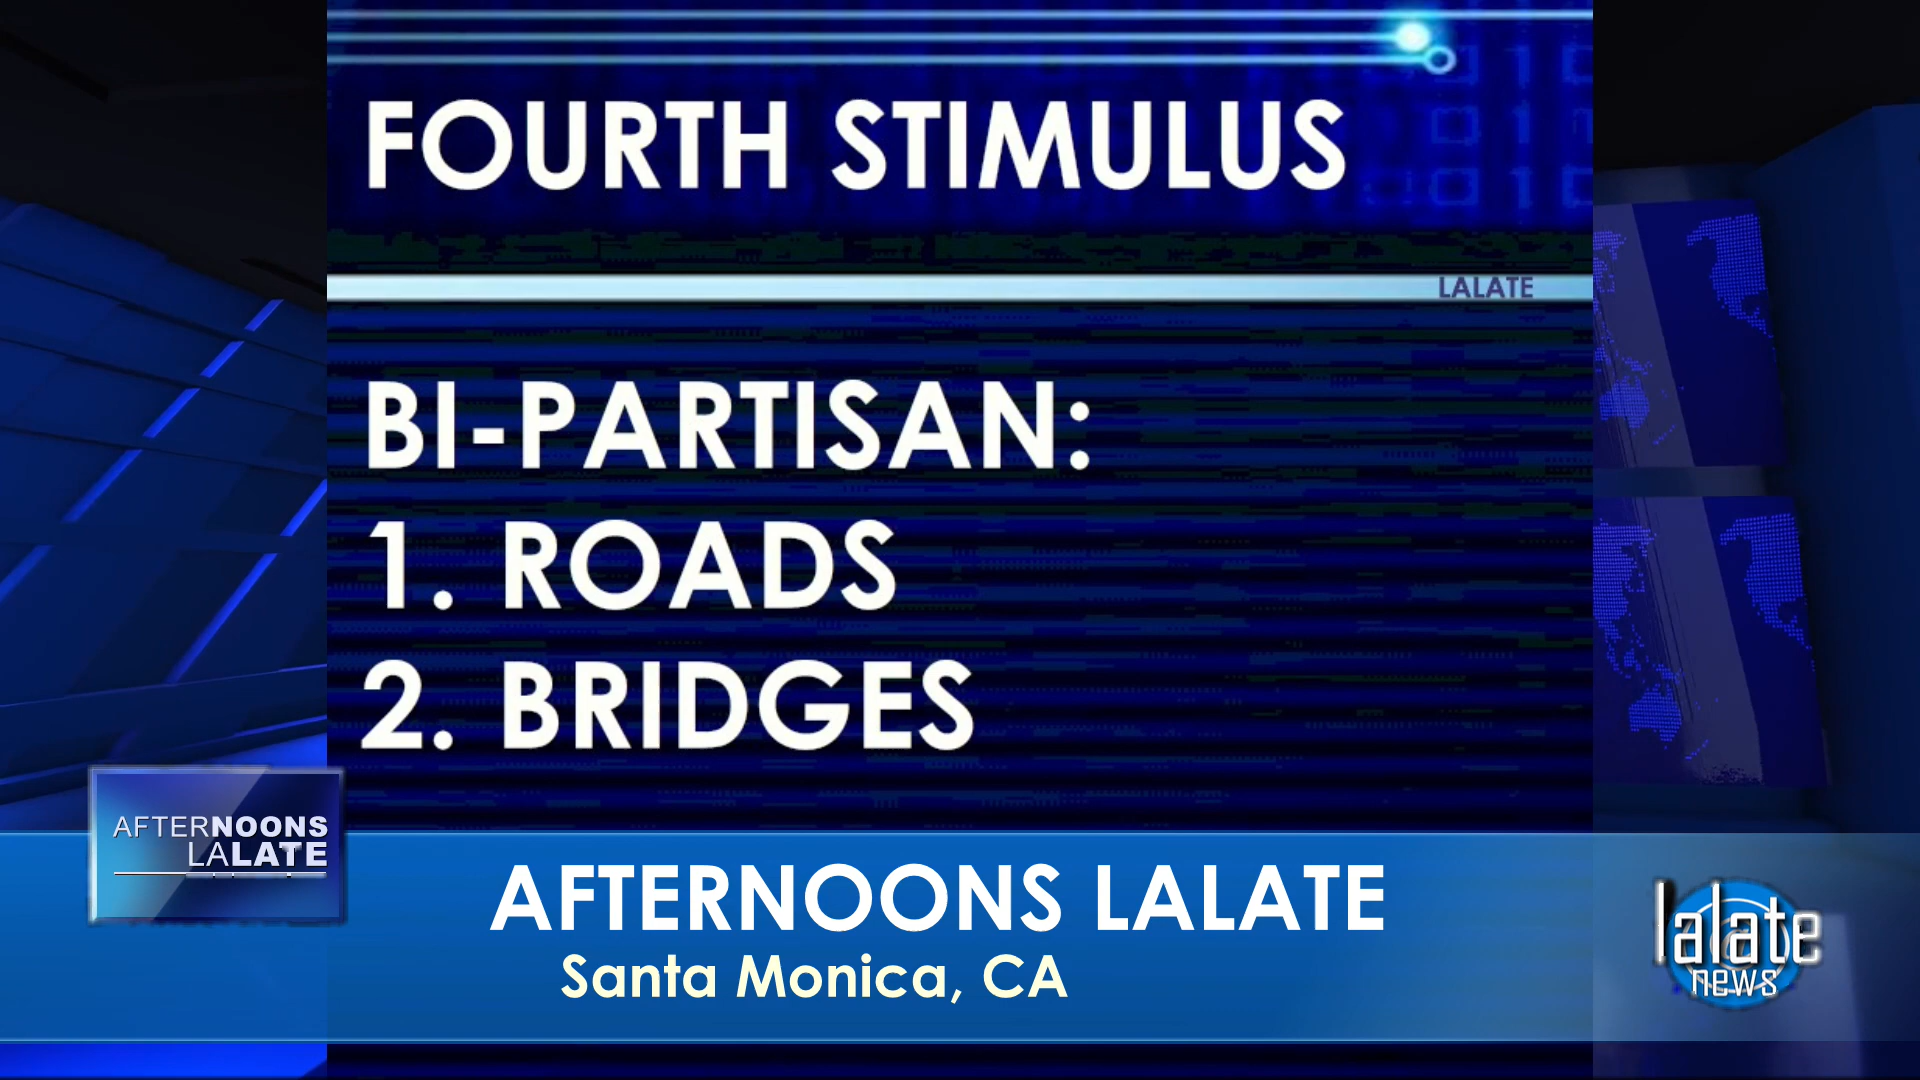 FOURTH STIMULUS
LALATE
BI-PARTISAN:
1. ROADS
2. BRIDGES
AFTERNOONS
LALATE
AFTERNOONS LALATE
Santa Monica, CA
lalate
news